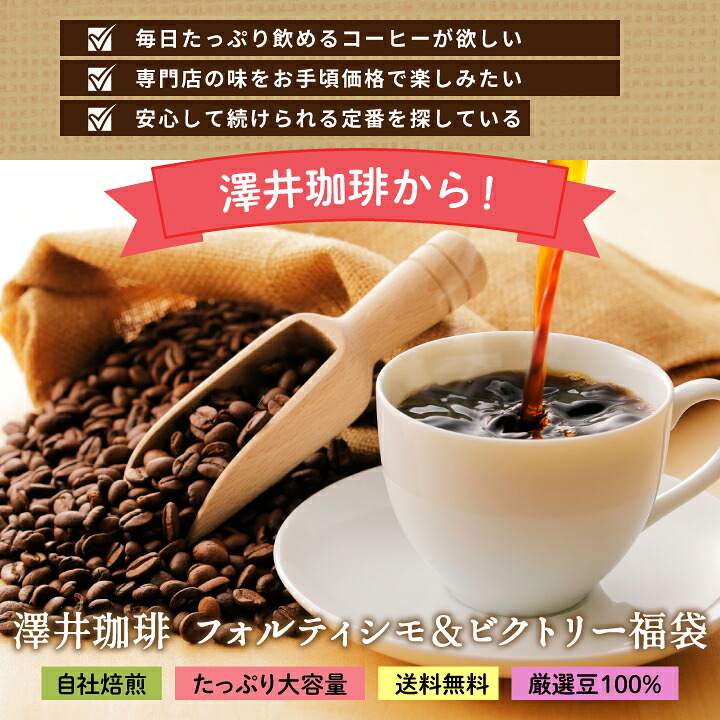 毎日たっぷり飲めるコーヒーが欲しい
専門店の味をお手頃価格で楽しみたい
安心して続けられる定番を探している
澤井珈琲から!
澤井珈琲 フォルティシモ&ビクトリー福袋
自社焙煎 たっぷり大容量 送料無料 厳選豆100%